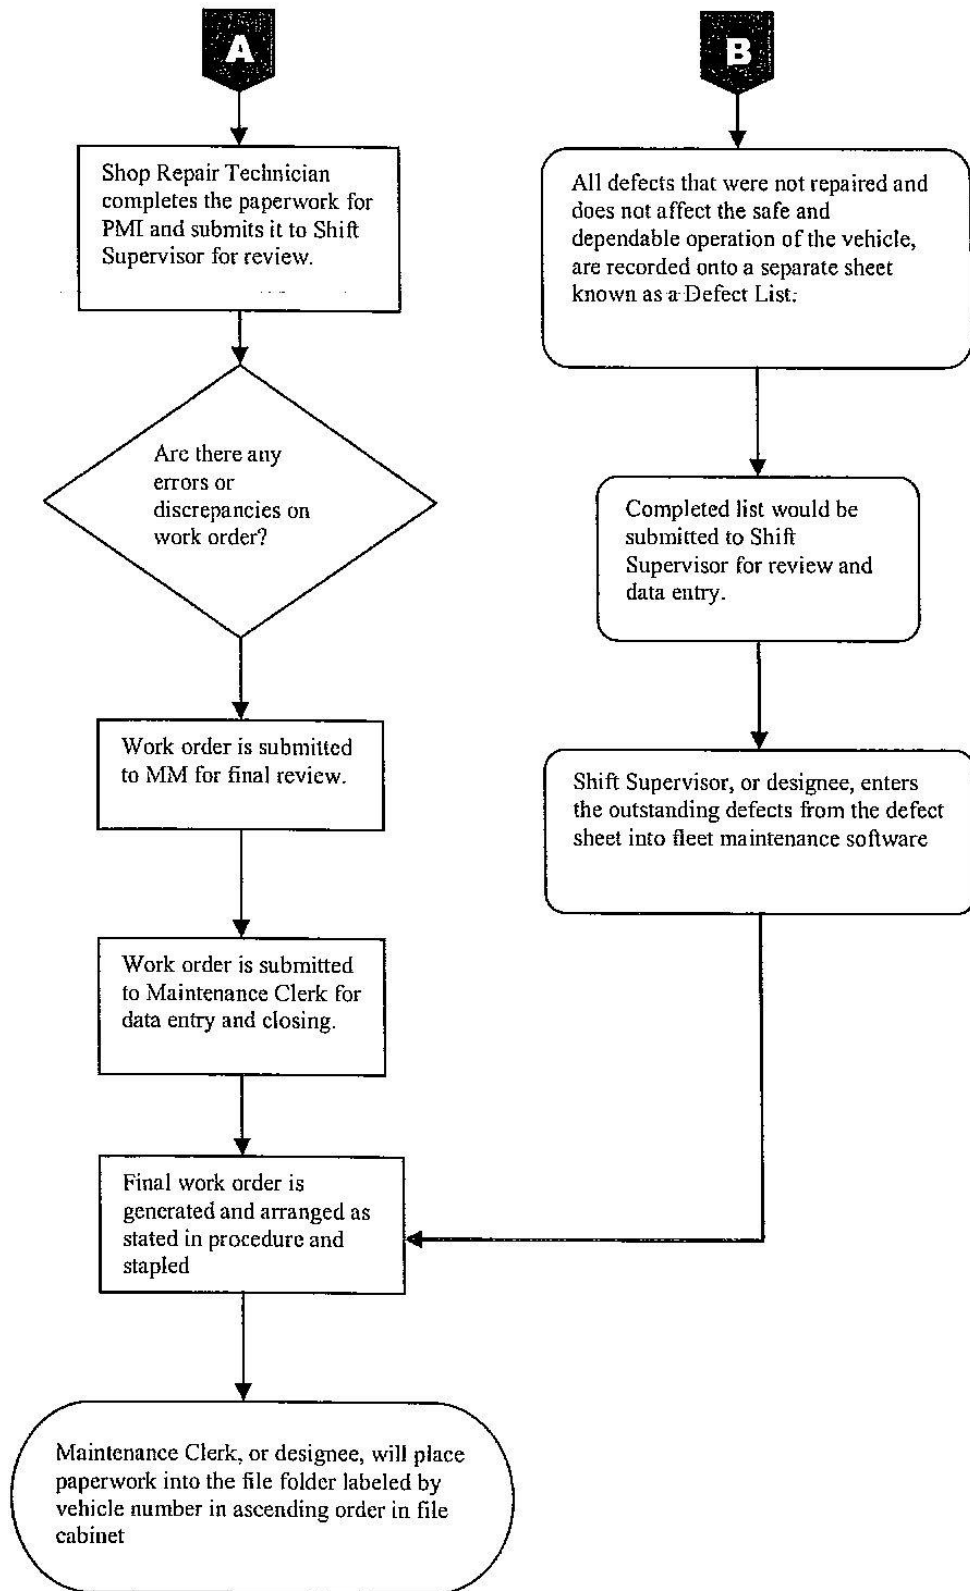 A
Shop Repair Technician
completes the paperwork for
PMI and submits it to Shift
Supervisor for review.
Are there any
errors or
discrepancies on
work order?
Work order is submitted
to MM for final review.
Work order is submitted
to Maintenance Clerk for
data entry and closing.
Final work order is
generated and arranged as
stated in procedure and
stapled
Maintenance Clerk, or designee, will place
paperwork into the file folder labeled by
vehicle number in ascending order in file
cabinet
B
All defects that were not repaired and
does not affect the safe and
dependable operation of the vehicle,
are recorded onto a separate sheet
known as a Defect List.
Completed list would be
submitted to Shift
Supervisor for review and
data entry.
Shift Supervisor, or designee, enters
the outstanding defects from the defect
sheet into fleet maintenance software